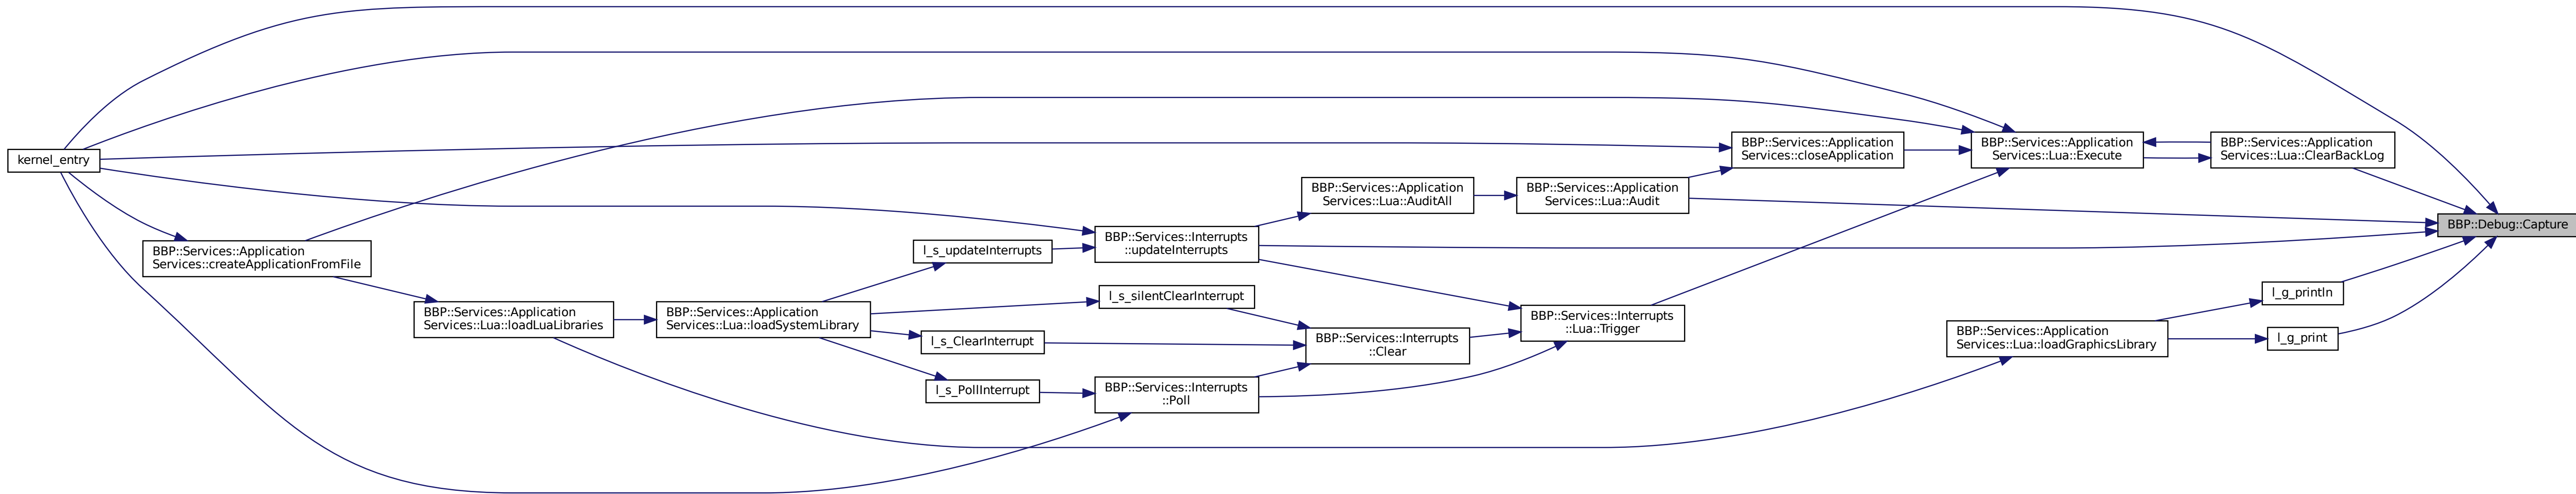 kernel_entry
BBP::Services::Application
Services::createApplicationFromFile
BBP::Services::Application
Services::Lua::loadLuaLibraries
BBP::Services::Application
Services::Lua::loadSystemLibrary
l_s_updateInterrupts
l_s_silentClearInterrupt
l_s_ClearInterrupt
l_s_PollInterrupt
BBP::Services::Interrupts
::updateInterrupts
BBP::Services::Interrupts
::Poll
BBP::Services::Application
Services::Lua::AuditAll
BBP::Services::Interrupts
::Clear
BBP::Services::Application
Services::Lua::Audit
BBP::Services::Interrupts
::Lua::Trigger
BBP::Services::Application
Services::closeApplication
BBP::Services::Application
Services::Lua::Execute
BBP::Services::Application
Services::Lua::loadGraphicsLibrary
BBP::Services::Application
Services::Lua::ClearBackLog
l_g_println
l_g_print
BBP::Debug::Capture